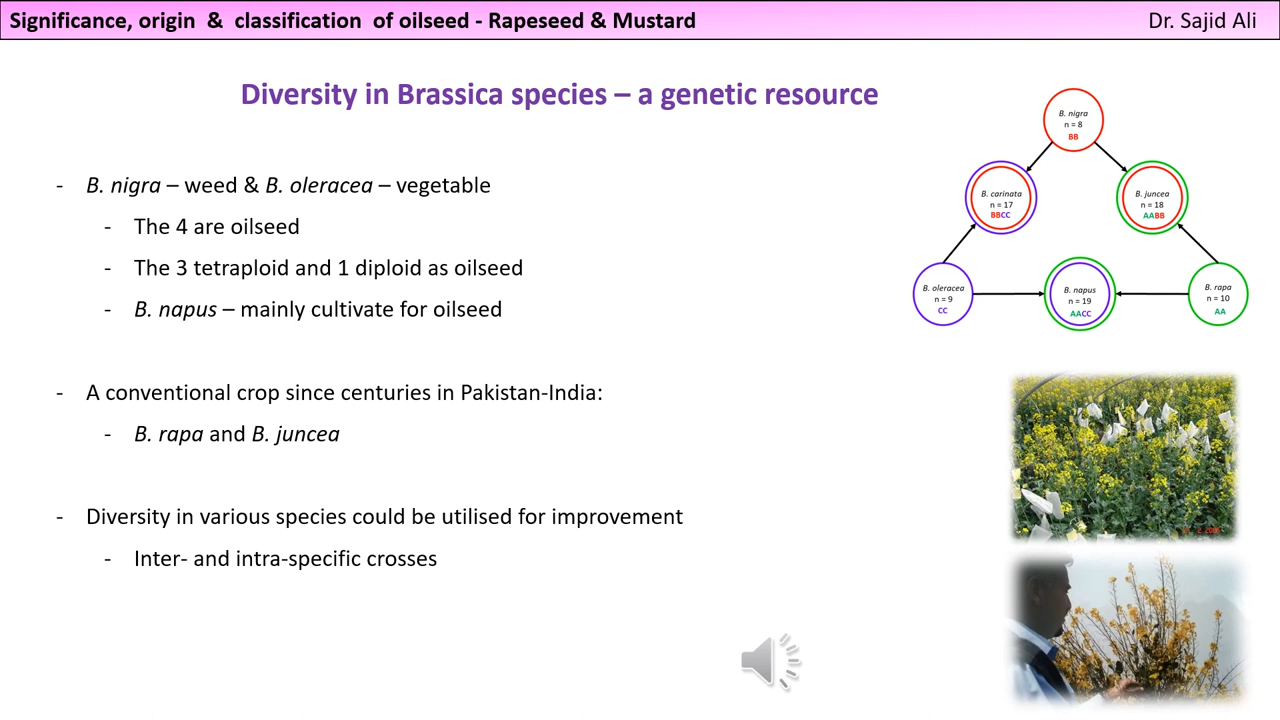 Significance, origin & classification of oilseed - Rapeseed & Mustard
Dr. Sajid Ali
Diversity in Brassica species – a genetic resource
- B. nigra – weed & B. oleracea – vegetable
- The 4 are oilseed
- The 3 tetraploid and 1 diploid as oilseed
- B. napus – mainly cultivate for oilseed
- A conventional crop since centuries in Pakistan-India:
- B. rapa and B. juncea
- Diversity in various species could be utilised for improvement
- Inter- and intra-specific crosses
B. nigra
n = 8
BB
B. carinata
n = 17
BBCC
B. juncea
n = 18
AABB
B. oleracea
n = 9
CC
B. napus
n = 19
AACC
B. rapa
n = 10
AA